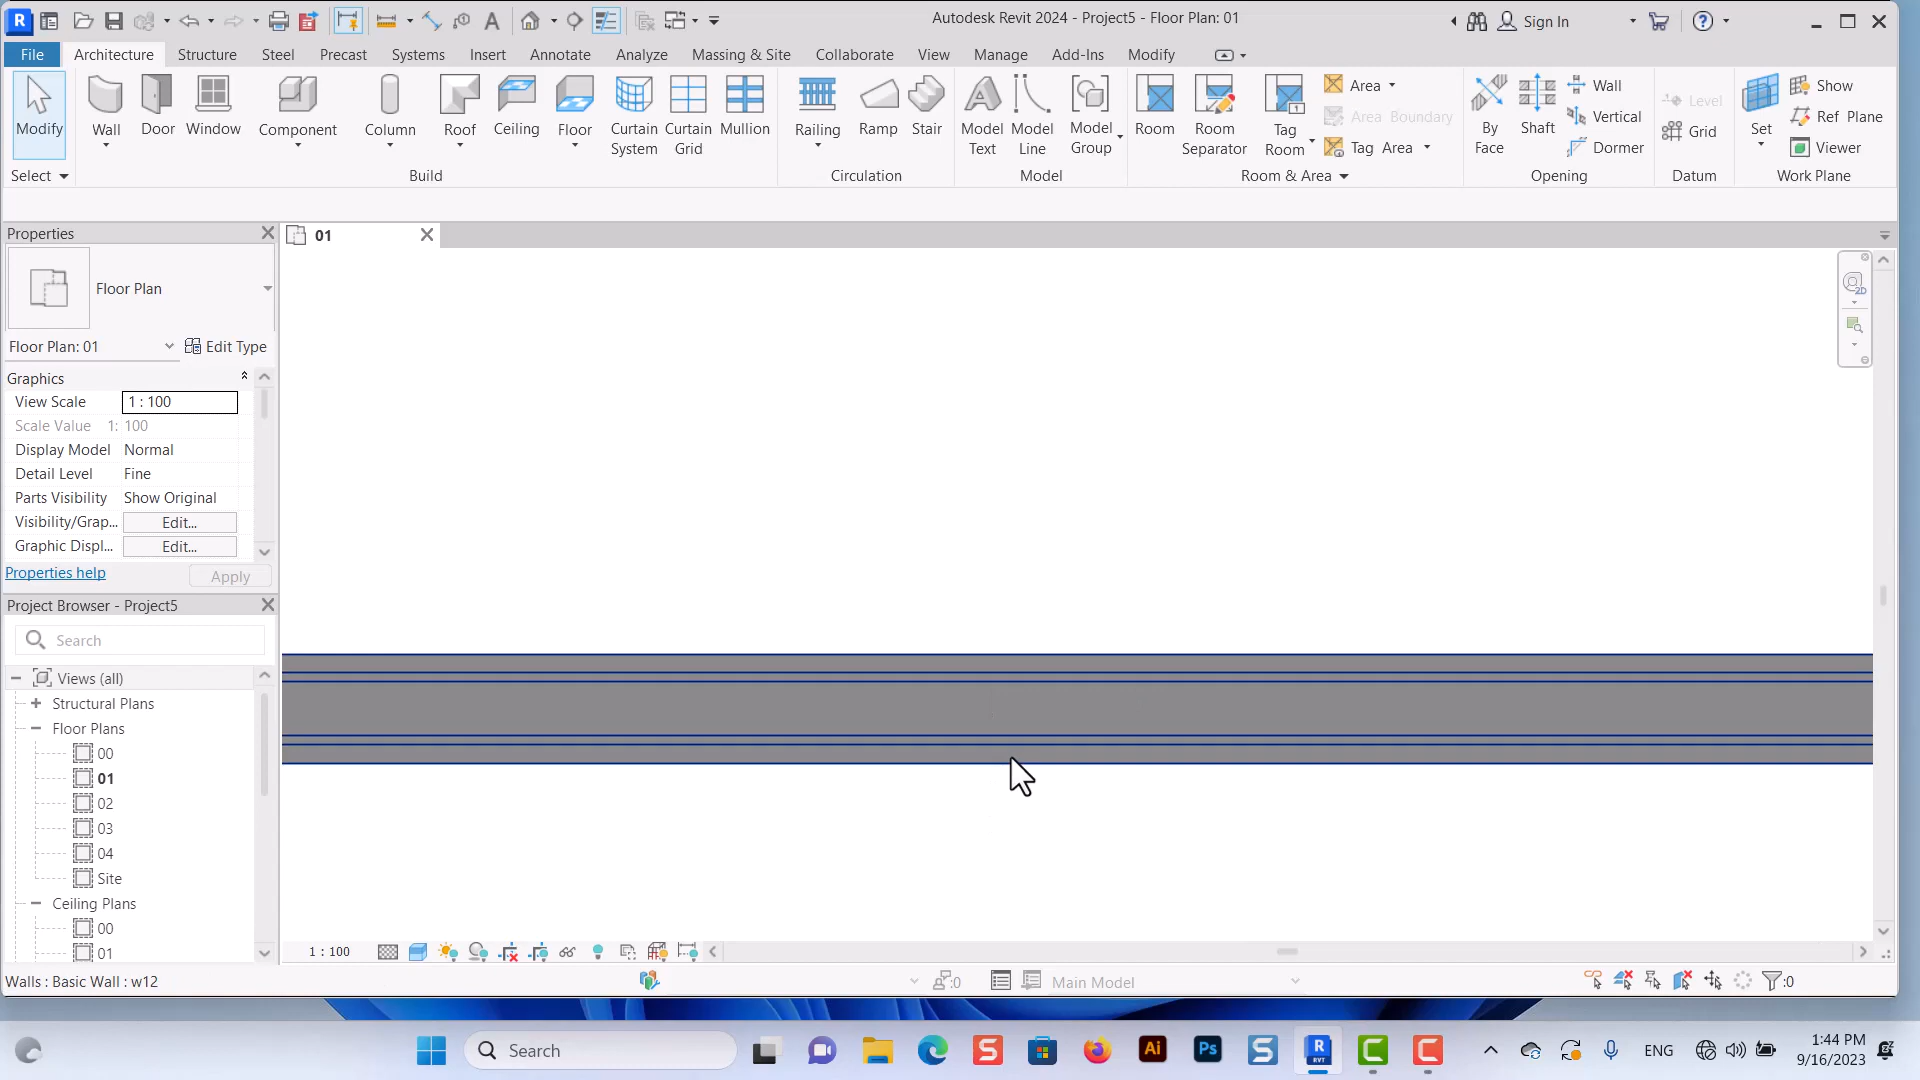 Autodesk Revit 2024 - Project5 - Floor Plan: 01
Sign In
File Architecture Structure Steel Precast Systems Insert Annotate Analyze Massing & Site Collaborate View Manage Add-Ins Modify
Modify
Wall
Door
Window
Component
Column
Roof
Ceiling
Floor
Curtain
System
Curtain
Grid
Mullion
Railing
Ramp
Stair
Model
Text
Model
Line
Model
Group
Room
Room
Separator
Tag
Room
Area
Area Boundary
Tag Area
By
Face
Shaft
Wall
Vertical
Dormer
Level
Grid
Set
Show
Ref Plane
Viewer
Select
Build
Circulation
Model
Room & Area
Opening
Datum
Work Plane
Properties
01
Floor Plan
Floor Plan: 01
Edit Type
Graphics
View Scale 1 : 100
Scale Value 1: 100
Display Model Normal
Detail Level Fine
Parts Visibility Show Original
Visibility/Grap... Edit...
Graphic Displ... Edit...
Properties help
Apply
Project Browser - Project5
Search
Views (all)
Structural Plans
Floor Plans
00
01
02
03
04
Site
Ceiling Plans
00
01
2D
1 : 100
Walls : Basic Wall : w12
:0
Main Model
:0
Search
Ai
Ps
ENG
1:44 PM
9/16/2023